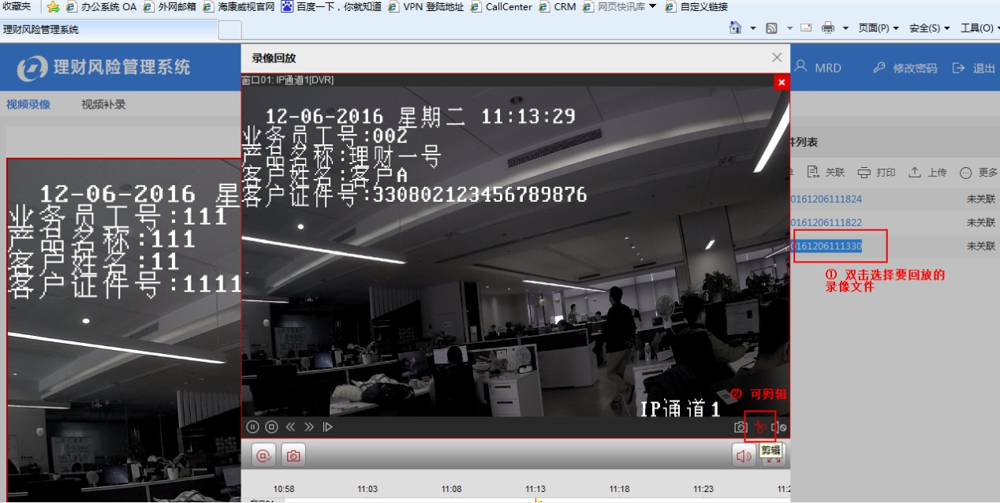 收藏夹 办公系统 OA 外网邮箱 海康威视官网 百度一下，你就知道 VPN 登陆地址 CallCenter CRM 网页快讯库 自定义链接
理财风险管理系统 页面(P) 安全(S) 工具(O)
理财风险管理系统 MRD 修改密码 退出
视频录像 视频补录
录像回放
窗口01: IP通道1[DVR]
12-06-2016 星期二 11:13:29
业务员工号:002
产品名称:理财一号
客户姓名:客户A
客户证件号:330802123456789876
IP通道1
12-06-2016 星
业务员工号:111
产品名称:111
客户姓名:11
客户证件号:1111
件列表
关联 打印 上传 更多
0161206111824 未关联
0161206111822 未关联
0161206111330 未关联
① 双击选择要回放的
录像文件
② 可剪辑
剪辑
10:58 11:03 11:08 11:13 11:18 11:23 11:2